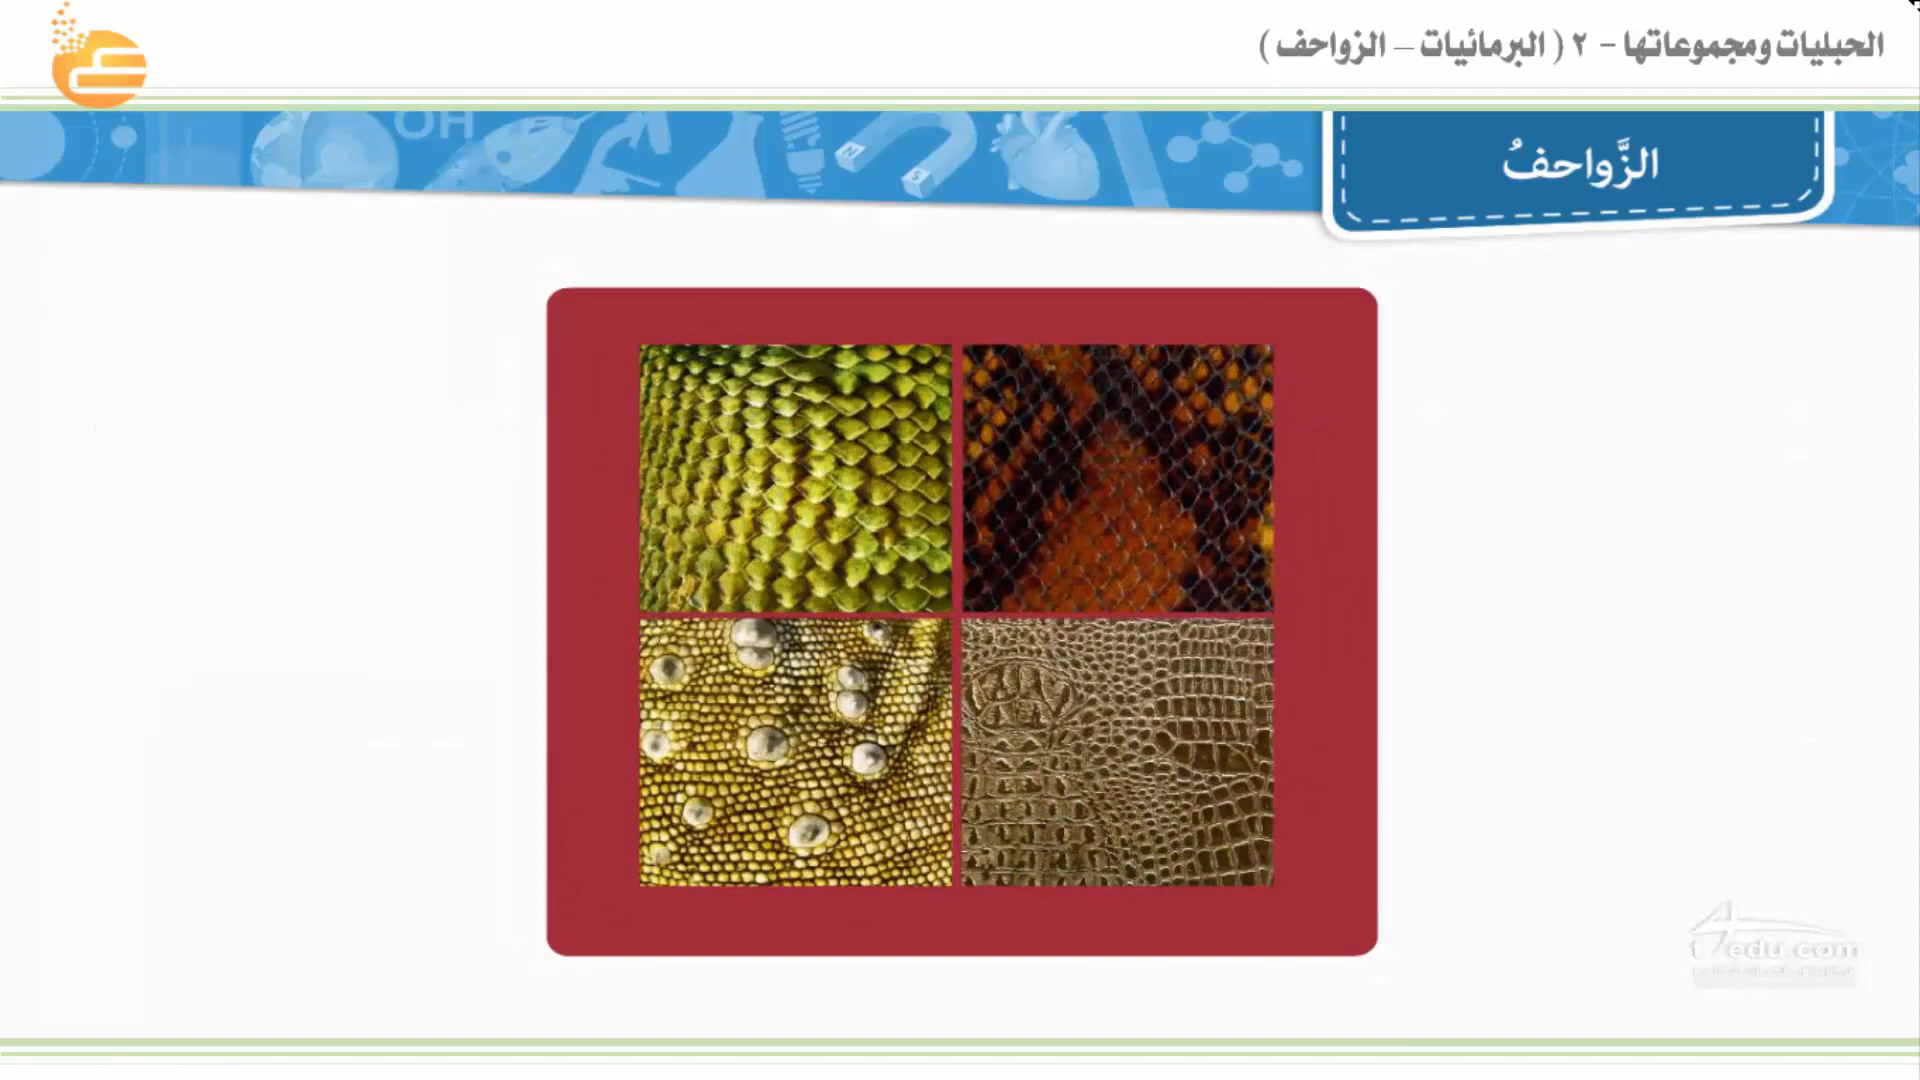 الحبليات ومجموعاتها - ٢ ( البرمائيات – الزواحف )
OH
N
S
الزَّواحفُ
t4edu.com